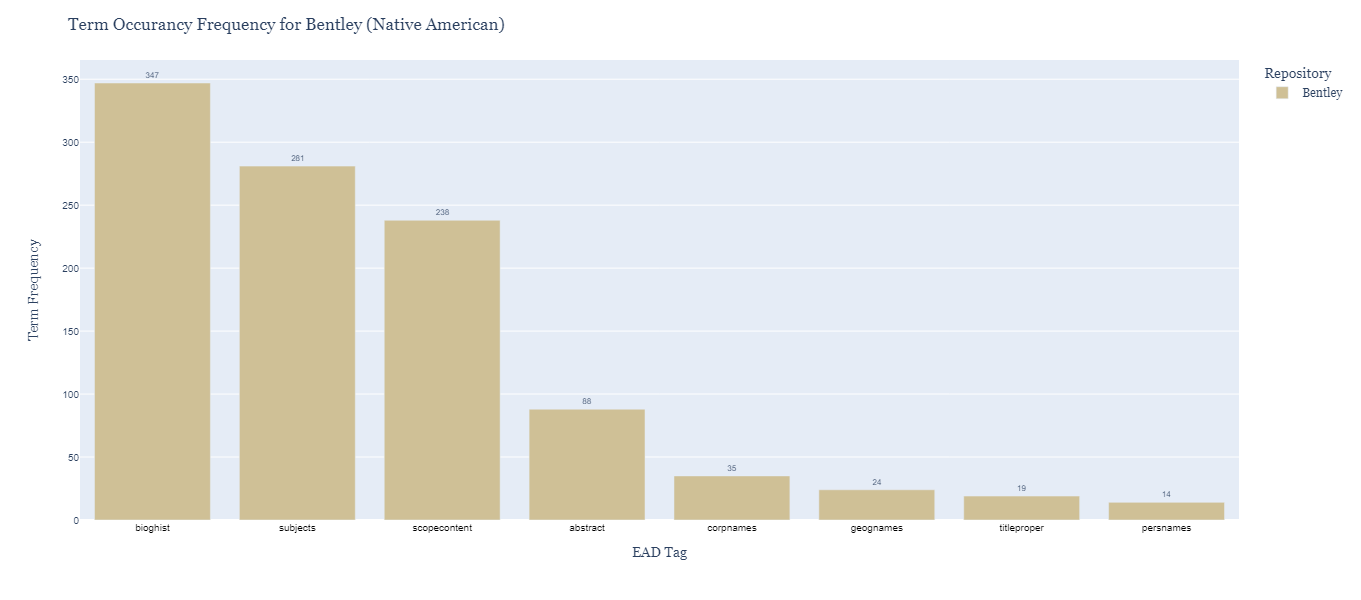 Term Occurancy Frequency for Bentley (Native American)
Repository
Bentley
Term Frequency
350
300
250
200
150
100
50
0
347
281
238
88
35
24
19
14
bioghist
subjects
scopecontent
abstract
corpnames
geognames
titleproper
persnames
EAD Tag